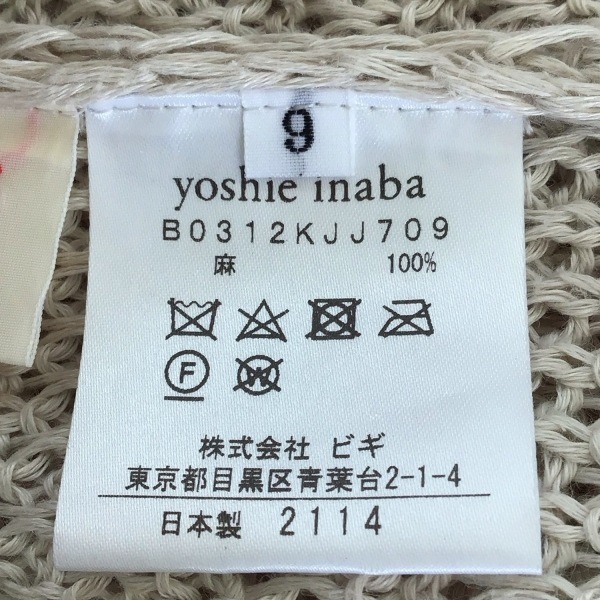 9
yoshie inaba
B0312KJJ709
麻 100%
F W
株式会社 ビギ
東京都目黒区青葉台2-1-4
日本製 2114